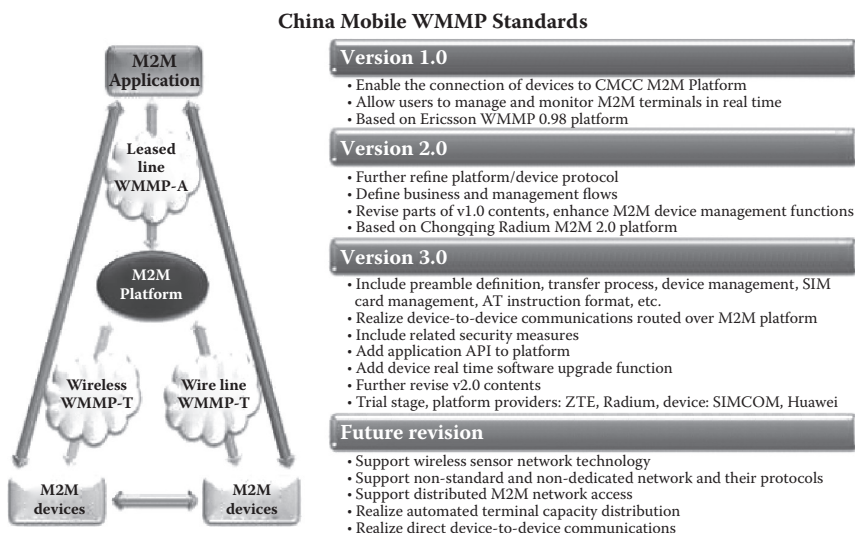 China Mobile WMMP Standards
M2M
Application
Leased
line
WMMP-A
M2M
Platform
Wireless
WMMP-T
Wire line
WMMP-T
M2M
devices
M2M
devices
Version 1.0
• Enable the connection of devices to CMCC M2M Platform
• Allow users to manage and monitor M2M terminals in real time
• Based on Ericsson WMMP 0.98 platform
Version 2.0
• Further refine platform/device protocol
• Define business and management flows
• Revise parts of v1.0 contents, enhance M2M device management functions
• Based on Chongqing Radium M2M 2.0 platform
Version 3.0
• Include preamble definition, transfer process, device management, SIM
card management, AT instruction format, etc.
• Realize device-to-device communications routed over M2M platform
• Include related security measures
• Add application API to platform
• Add device real time software upgrade function
• Further revise v2.0 contents
• Trial stage, platform providers: ZTE, Radium, device: SIMCOM, Huawei
Future revision
• Support wireless sensor network technology
• Support non-standard and non-dedicated network and their protocols
• Support distributed M2M network access
• Realize automated terminal capacity distribution
• Realize direct device-to-device communications